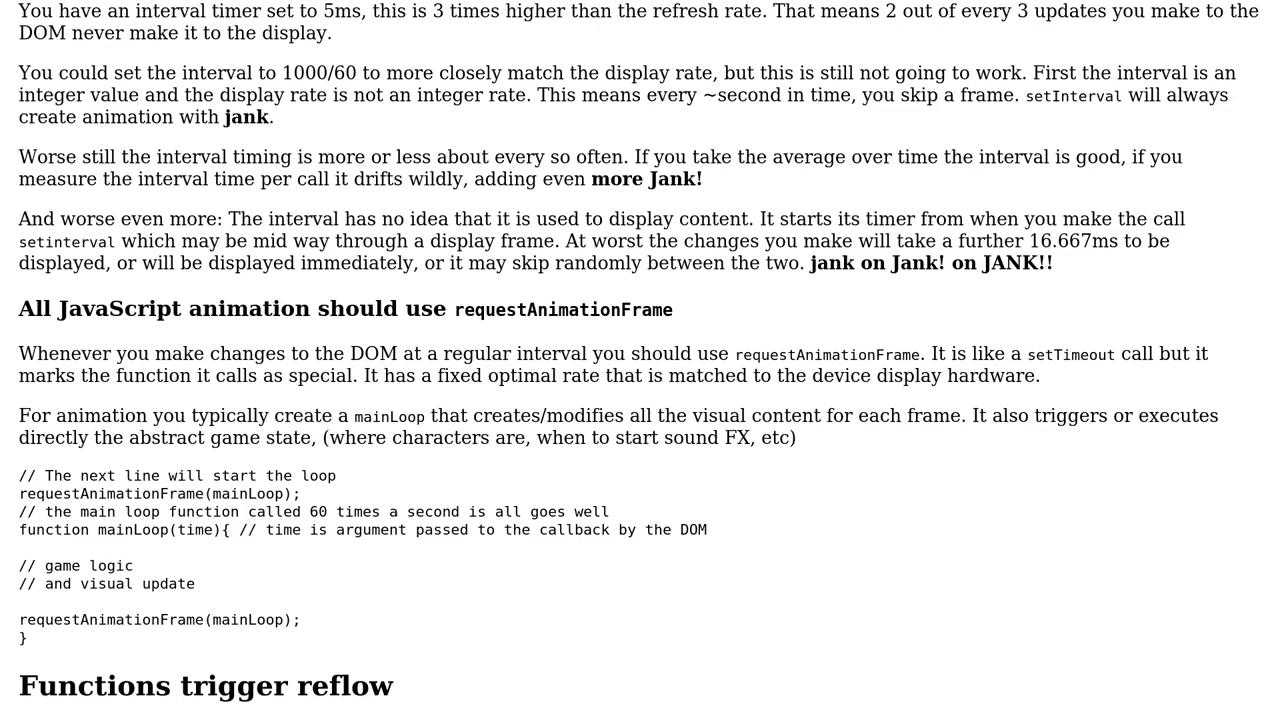 You have an interval timer set to 5ms, this is 3 times higher than the refresh rate. That means 2 out of every 3 updates you make to the
DOM never make it to the display.
You could set the interval to 1000/60 to more closely match the display rate, but this is still not going to work. First the interval is an
integer value and the display rate is not an integer rate. This means every ~second in time, you skip a frame. setInterval will always
create animation with jank.
Worse still the interval timing is more or less about every so often. If you take the average over time the interval is good, if you
measure the interval time per call it drifts wildly, adding even more Jank!
And worse even more: The interval has no idea that it is used to display content. It starts its timer from when you make the call
setinterval which may be mid way through a display frame. At worst the changes you make will take a further 16.667ms to be
displayed, or will be displayed immediately, or it may skip randomly between the two. jank on Jank! on JANK!!
All JavaScript animation should use requestAnimationFrame
Whenever you make changes to the DOM at a regular interval you should use requestAnimationFrame. It is like a setTimeout call but it
marks the function it calls as special. It has a fixed optimal rate that is matched to the device display hardware.
For animation you typically create a mainLoop that creates/modifies all the visual content for each frame. It also triggers or executes
directly the abstract game state, (where characters are, when to start sound FX, etc)
// The next line will start the loop
requestAnimationFrame(mainLoop);
// the main loop function called 60 times a second is all goes well
function mainLoop(time){ // time is argument passed to the callback by the DOM
// game logic
// and visual update
requestAnimationFrame(mainLoop);
}
Functions trigger reflow